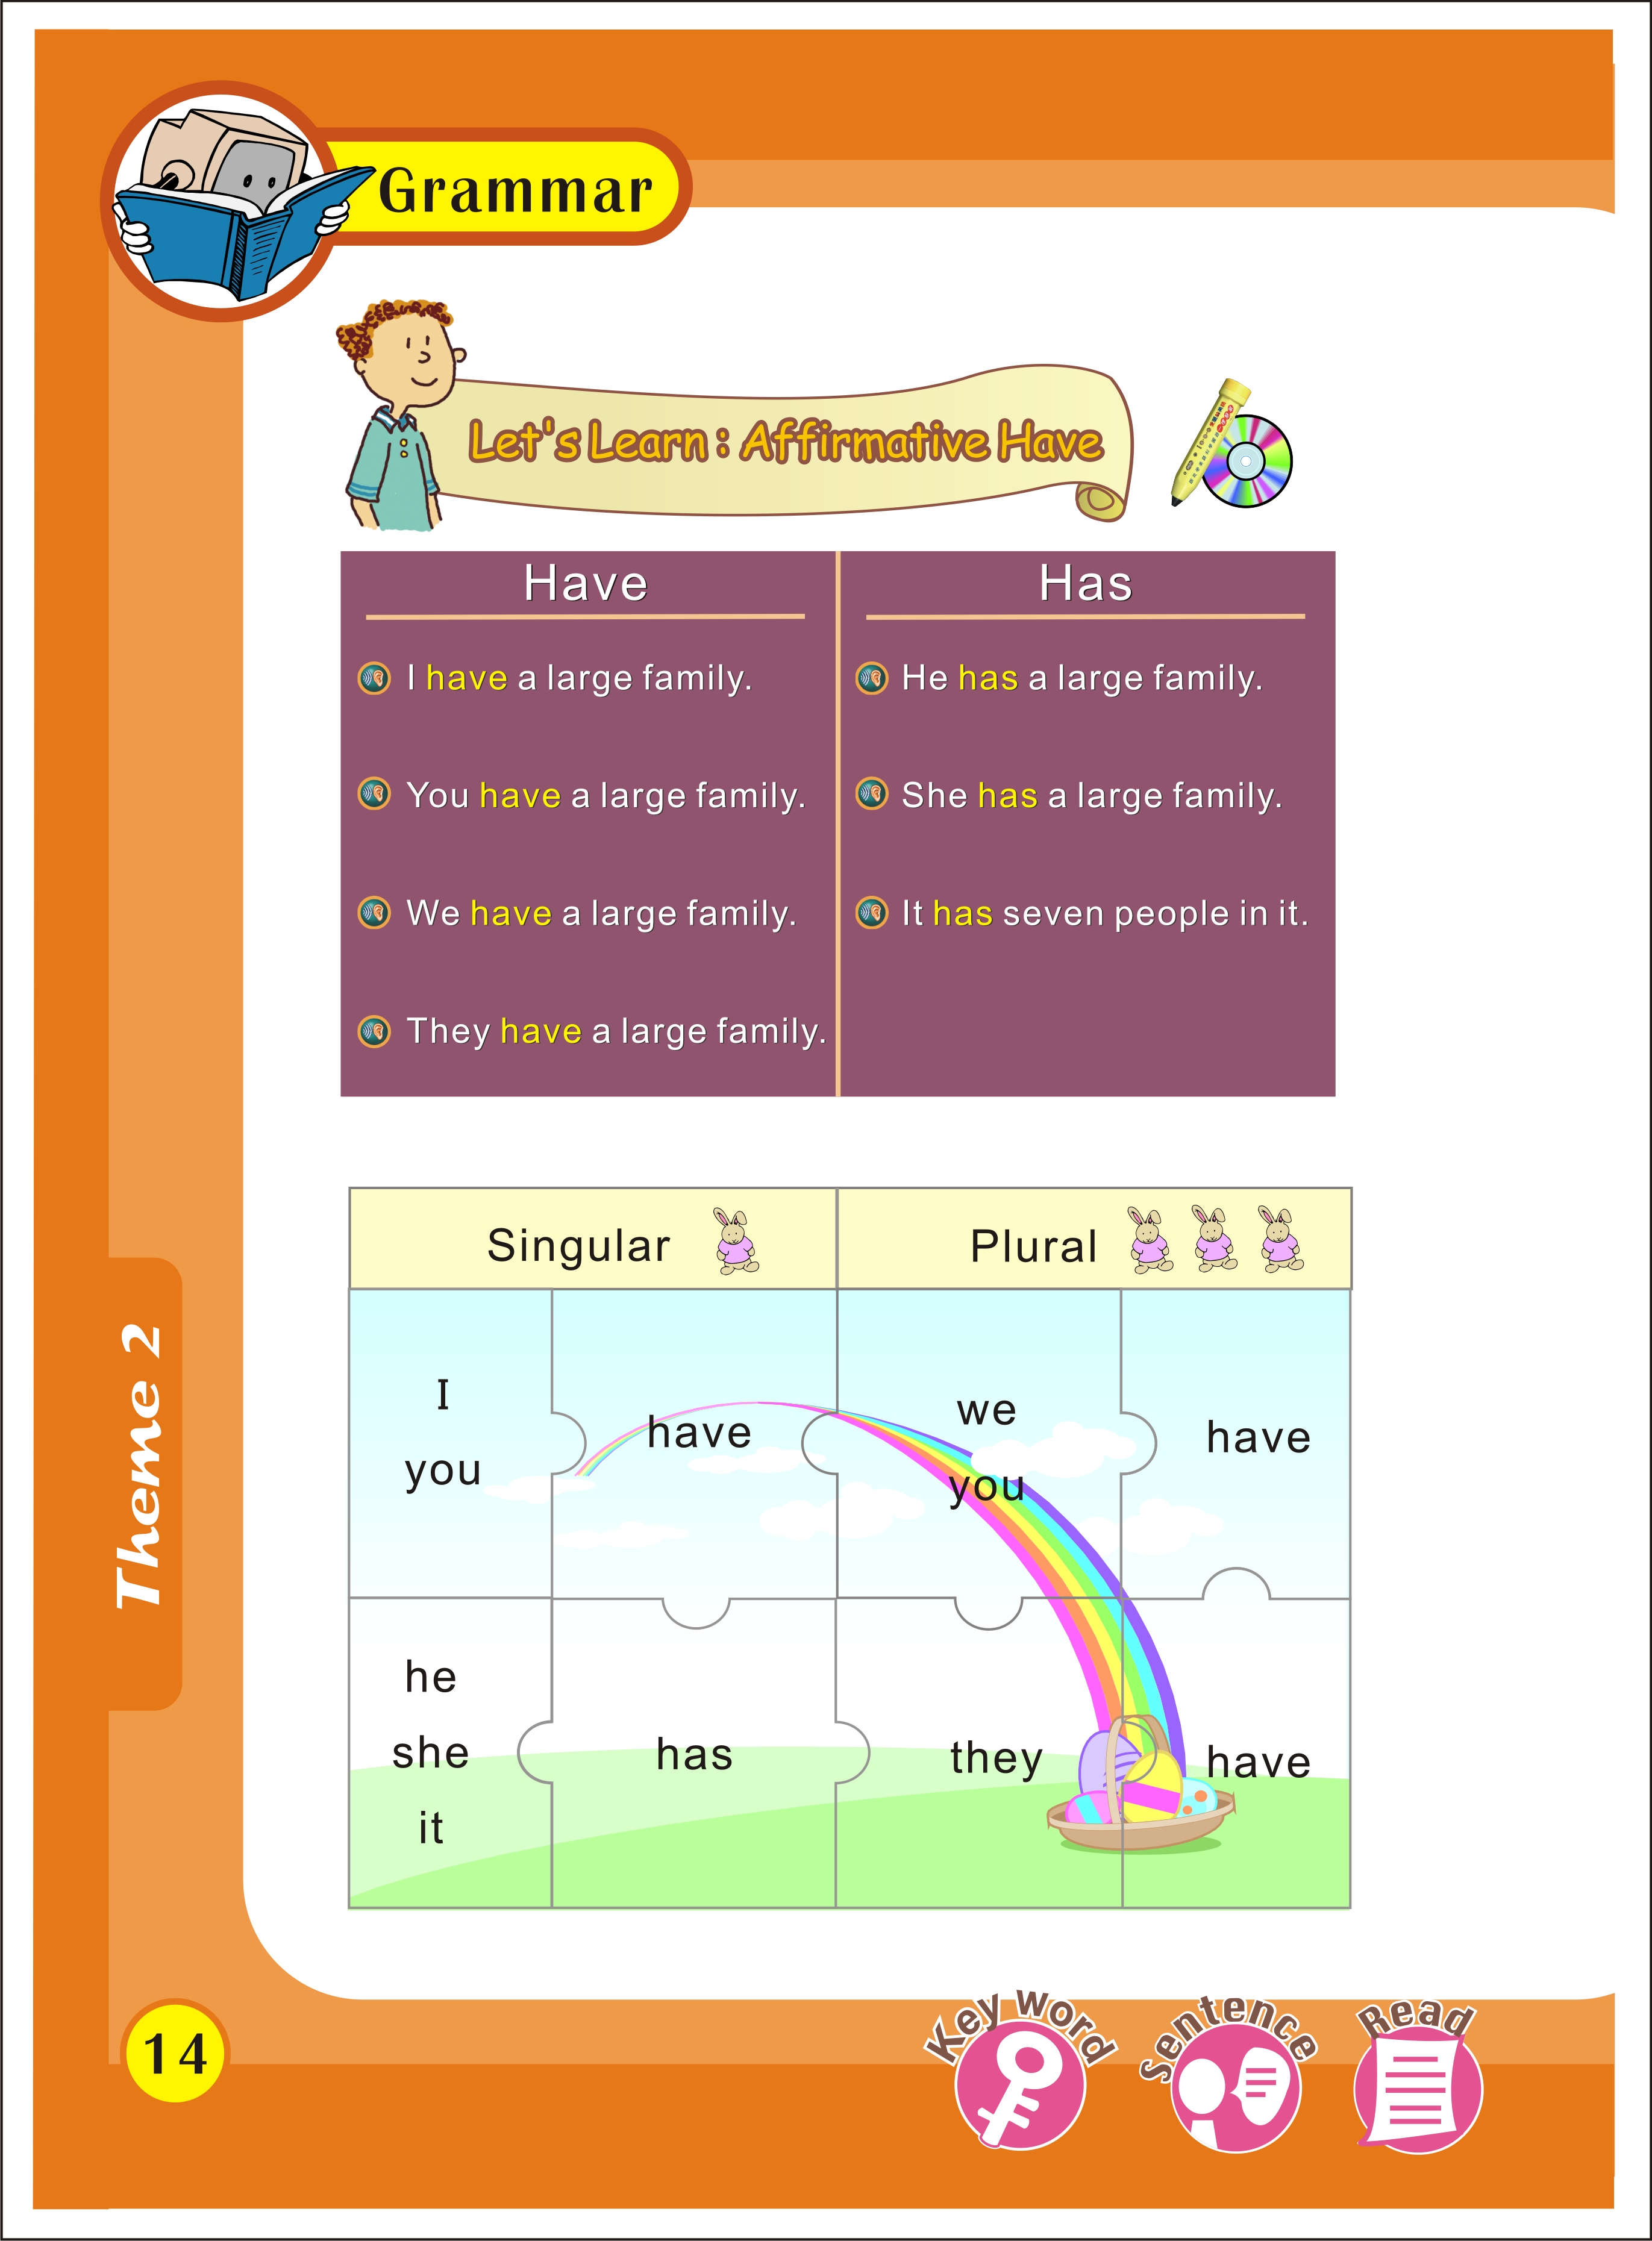 Grammar
Let's Learn : Affirmative Have
Have
I have a large family.
You have a large family.
We have a large family.
They have a large family.
Has
He has a large family.
She has a large family.
It has seven people in it.
Singular
Plural
I
you
have
we
you
have
he
she
it
has
they
have
Theme 2
14
Key word
Sentence
Read